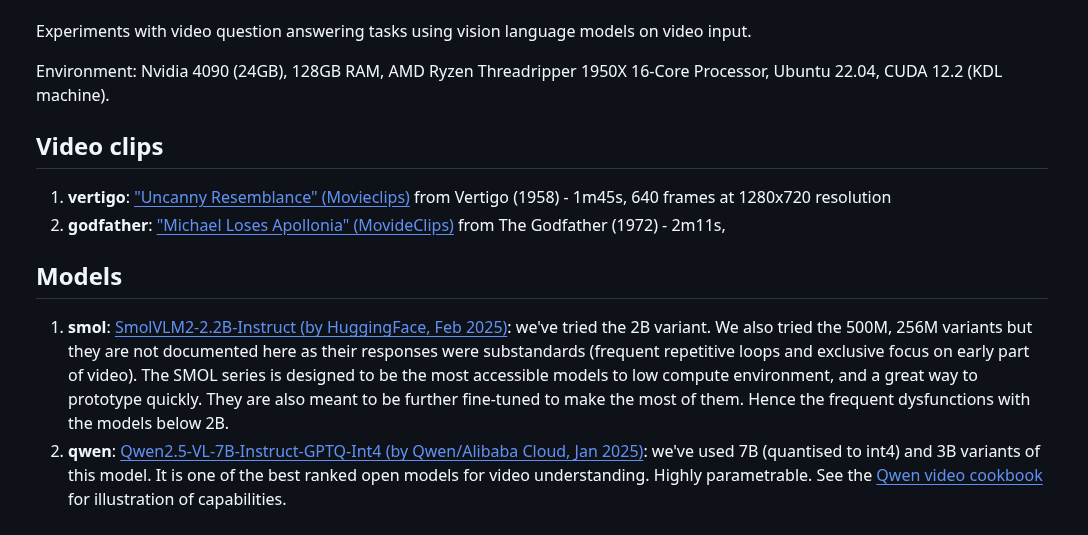 Experiments with video question answering tasks using vision language models on video input.
Environment: Nvidia 4090 (24GB), 128GB RAM, AMD Ryzen Threadripper 1950X 16-Core Processor, Ubuntu 22.04, CUDA 12.2 (KDL
machine).
Video clips
1. vertigo: "Uncanny Resemblance" (Movieclips) from Vertigo (1958) - 1m45s, 640 frames at 1280x720 resolution
2. godfather: "Michael Loses Apollonia" (MovideClips) from The Godfather (1972) - 2m11s,
Models
1. smol: SmolVLM2-2.2B-Instruct (by HuggingFace, Feb 2025): we've tried the 2B variant. We also tried the 500M, 256M variants but
they are not documented here as their responses were substandards (frequent repetitive loops and exclusive focus on early part
of video). The SMOL series is designed to be the most accessible models to low compute environment, and a great way to
prototype quickly. They are also meant to be further fine-tuned to make the most of them. Hence the frequent dysfunctions with
the models below 2B.
2. qwen: Qwen2.5-VL-7B-Instruct-GPTQ-Int4 (by Qwen/Alibaba Cloud, Jan 2025): we've used 7B (quantised to int4) and 3B variants of
this model. It is one of the best ranked open models for video understanding. Highly parametrable. See the Qwen video cookbook
for illustration of capabilities.